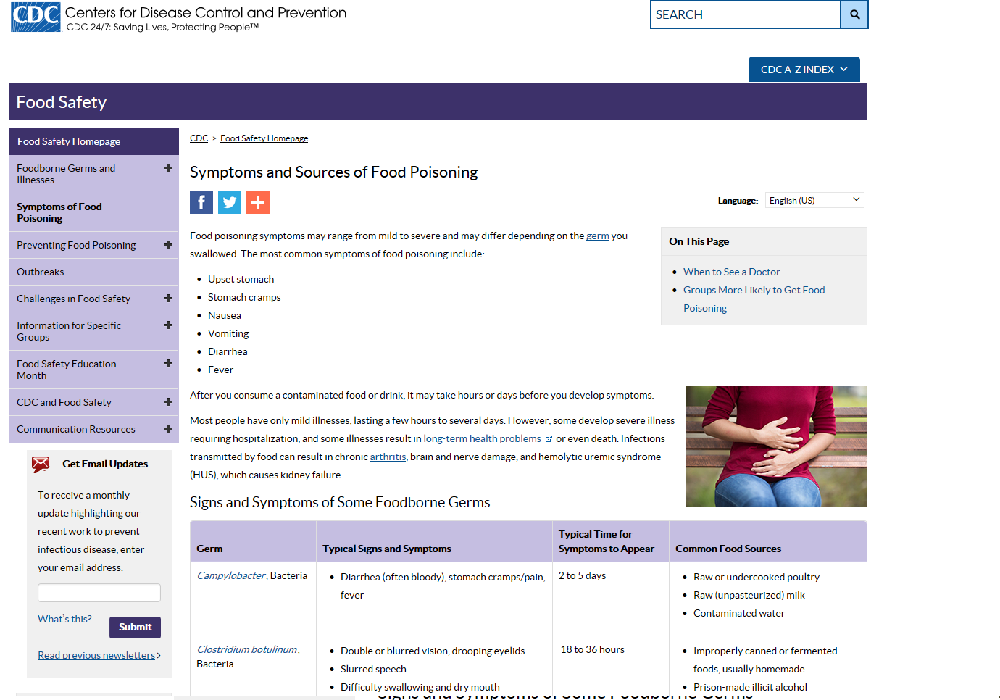 CDC Centers for Disease Control and Prevention
CDC 24/7: Saving Lives, Protecting People™
SEARCH
CDC A-Z INDEX
Food Safety
Food Safety Homepage
Foodborne Germs and
Illnesses
Symptoms of Food
Poisoning
Preventing Food Poisoning
Outbreaks
Challenges in Food Safety
Information for Specific
Groups
Food Safety Education
Month
CDC and Food Safety
Communication Resources
Get Email Updates
To receive a monthly
update highlighting our
recent work to prevent
infectious disease, enter
your email address:
What's this?
Submit
Read previous newsletters
CDC > Food Safety Homepage
Symptoms and Sources of Food Poisoning
Language: English (US)
Food poisoning symptoms may range from mild to severe and may differ depending on the germ you
swallowed. The most common symptoms of food poisoning include:
• Upset stomach
• Stomach cramps
• Nausea
• Vomiting
• Diarrhea
• Fever
On This Page
• When to See a Doctor
• Groups More Likely to Get Food
Poisoning
After you consume a contaminated food or drink, it may take hours or days before you develop symptoms.
Most people have only mild illnesses, lasting a few hours to several days. However, some develop severe illness
requiring hospitalization, and some illnesses result in long-term health problems or even death. Infections
transmitted by food can result in chronic arthritis, brain and nerve damage, and hemolytic uremic syndrome
(HUS), which causes kidney failure.
Signs and Symptoms of Some Foodborne Germs
Germ
Typical Signs and Symptoms
Typical Time for
Symptoms to Appear
Common Food Sources
Campylobacter, Bacteria
• Diarrhea (often bloody), stomach cramps/pain,
fever
2 to 5 days
• Raw or undercooked poultry
• Raw (unpasteurized) milk
• Contaminated water
Clostridium botulinum,
Bacteria
• Double or blurred vision, drooping eyelids
• Slurred speech
• Difficulty swallowing and dry mouth
18 to 36 hours
• Improperly canned or fermented
foods, usually homemade
• Prison-made illicit alcohol
Signs and Symptoms of Some Foodborne Germs